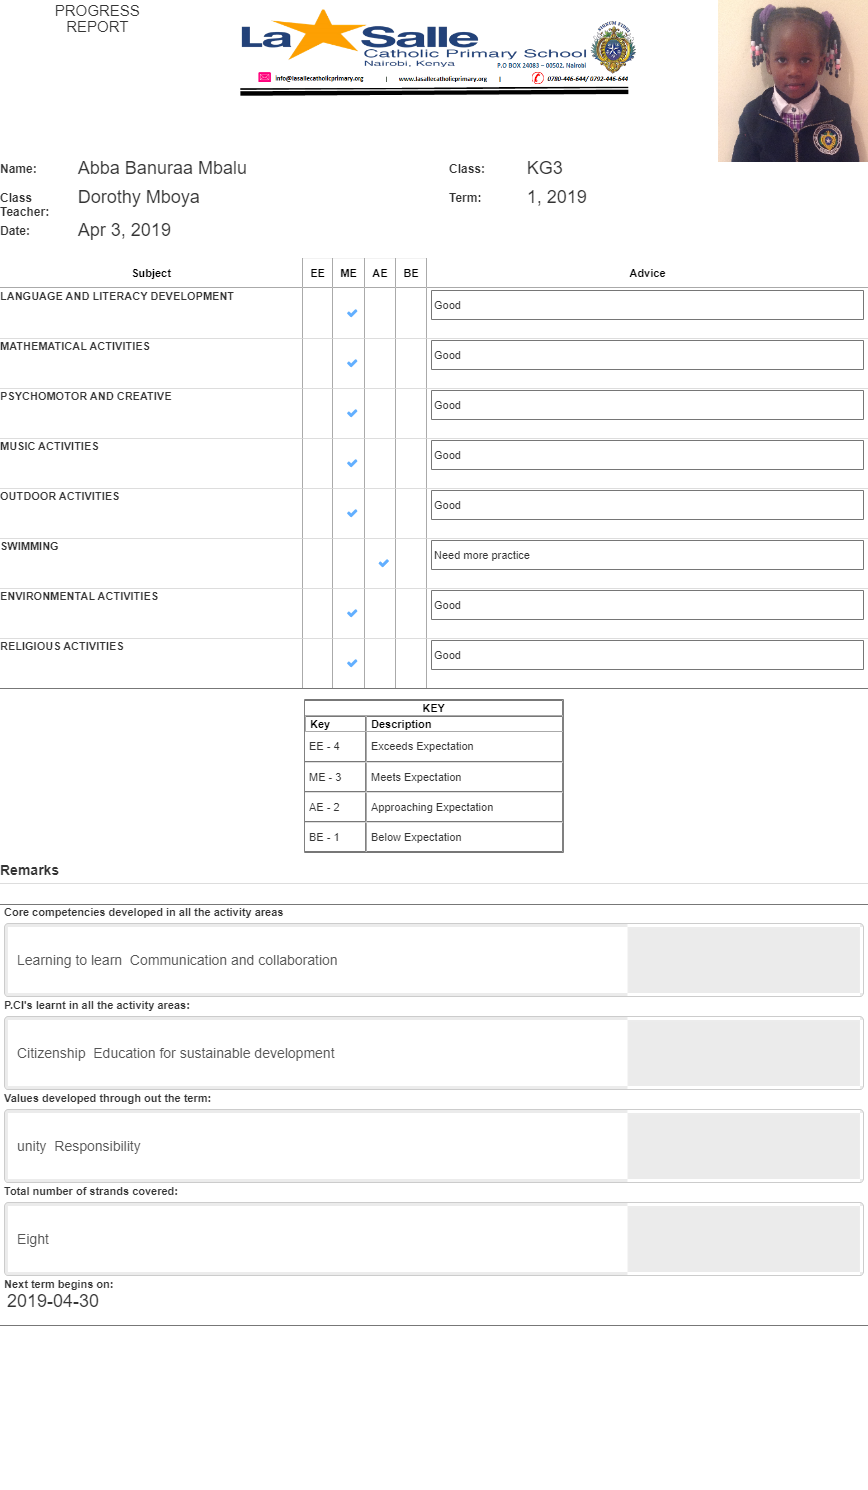 PROGRESS
REPORT
La Salle
Catholic Primary School
Nairobi, Kenya
P.O BOX 24083 – 00502, Nairobi
info@lasallecatholicprimary.org | www.lasallecatholicprimary.org | 0780-446-644/ 0792-446-644
Name: Abba Banuraa Mbalu Class: KG3
Class Teacher: Dorothy Mboya Term: 1, 2019
Date: Apr 3, 2019
Subject EE ME AE BE Advice
LANGUAGE AND LITERACY DEVELOPMENT ✔ Good
MATHEMATICAL ACTIVITIES ✔ Good
PSYCHOMOTOR AND CREATIVE ✔ Good
MUSIC ACTIVITIES ✔ Good
OUTDOOR ACTIVITIES ✔ Good
SWIMMING ✔ Need more practice
ENVIRONMENTAL ACTIVITIES ✔ Good
RELIGIOUS ACTIVITIES ✔ Good
KEY
Key Description
EE - 4 Exceeds Expectation
ME - 3 Meets Expectation
AE - 2 Approaching Expectation
BE - 1 Below Expectation
Remarks
Core competencies developed in all the activity areas
Learning to learn Communication and collaboration
P.CI's learnt in all the activity areas:
Citizenship Education for sustainable development
Values developed through out the term:
unity Responsibility
Total number of strands covered:
Eight
Next term begins on:
2019-04-30